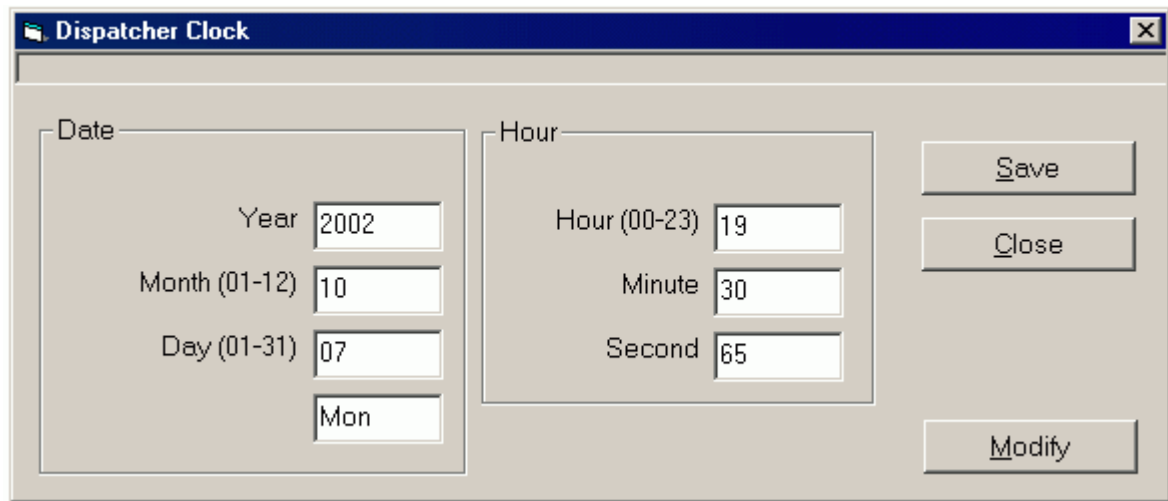 Dispatcher Clock
Date
Year 2002
Month (01-12) 10
Day (01-31) 07
Mon
Hour
Hour (00-23) 19
Minute 30
Second 65
Save
Close
Modify